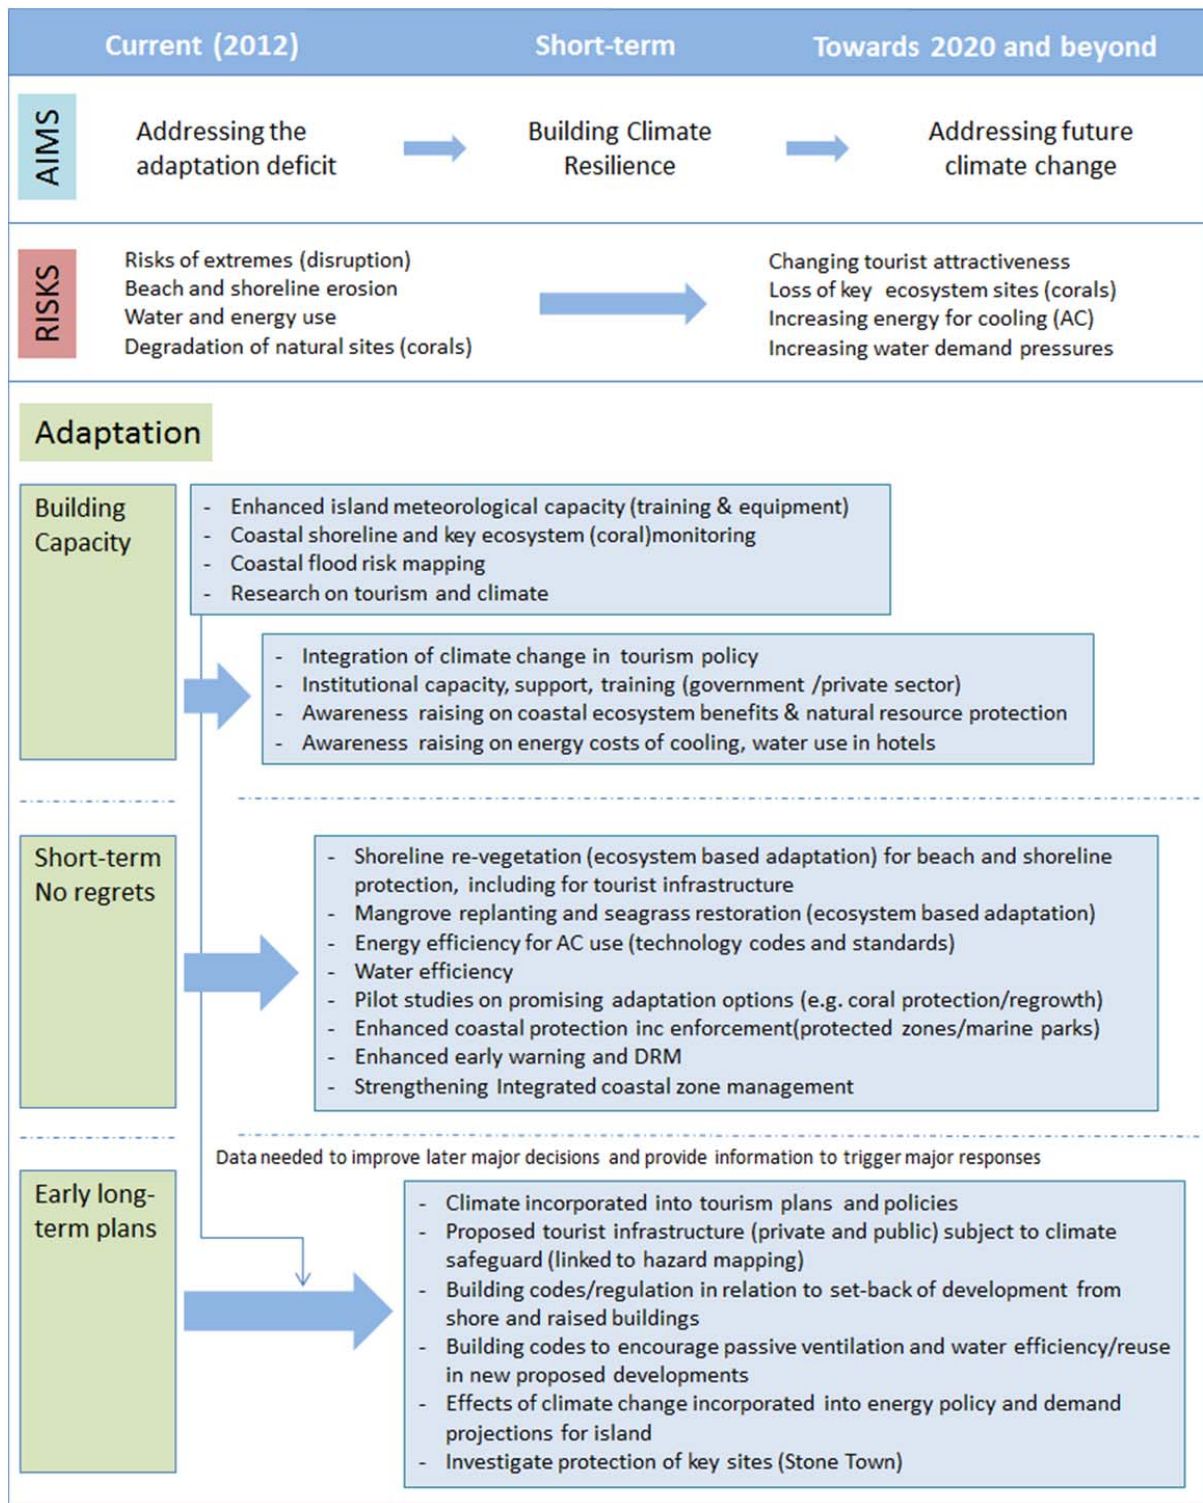 Current (2012) Short-term Towards 2020 and beyond
AIMS
Addressing the
adaptation deficit
Building Climate
Resilience
Addressing future
climate change
RISKS
Risks of extremes (disruption)
Beach and shoreline erosion
Water and energy use
Degradation of natural sites (corals)
Changing tourist attractiveness
Loss of key ecosystem sites (corals)
Increasing energy for cooling (AC)
Increasing water demand pressures
Adaptation
Building
Capacity
- Enhanced island meteorological capacity (training & equipment)
- Coastal shoreline and key ecosystem (coral)monitoring
- Coastal flood risk mapping
- Research on tourism and climate
- Integration of climate change in tourism policy
- Institutional capacity, support, training (government /private sector)
- Awareness raising on coastal ecosystem benefits & natural resource protection
- Awareness raising on energy costs of cooling, water use in hotels
Short-term
No regrets
- Shoreline re-vegetation (ecosystem based adaptation) for beach and shoreline
protection, including for tourist infrastructure
- Mangrove replanting and seagrass restoration (ecosystem based adaptation)
- Energy efficiency for AC use (technology codes and standards)
- Water efficiency
- Pilot studies on promising adaptation options (e.g. coral protection/regrowth)
- Enhanced coastal protection inc enforcement(protected zones/marine parks)
- Enhanced early warning and DRM
- Strengthening Integrated coastal zone management
Data needed to improve later major decisions and provide information to trigger major responses
Early long-
term plans
- Climate incorporated into tourism plans and policies
- Proposed tourist infrastructure (private and public) subject to climate
safeguard (linked to hazard mapping)
- Building codes/regulation in relation to set-back of development from
shore and raised buildings
- Building codes to encourage passive ventilation and water efficiency/reuse
in new proposed developments
- Effects of climate change incorporated into energy policy and demand
projections for island
- Investigate protection of key sites (Stone Town)